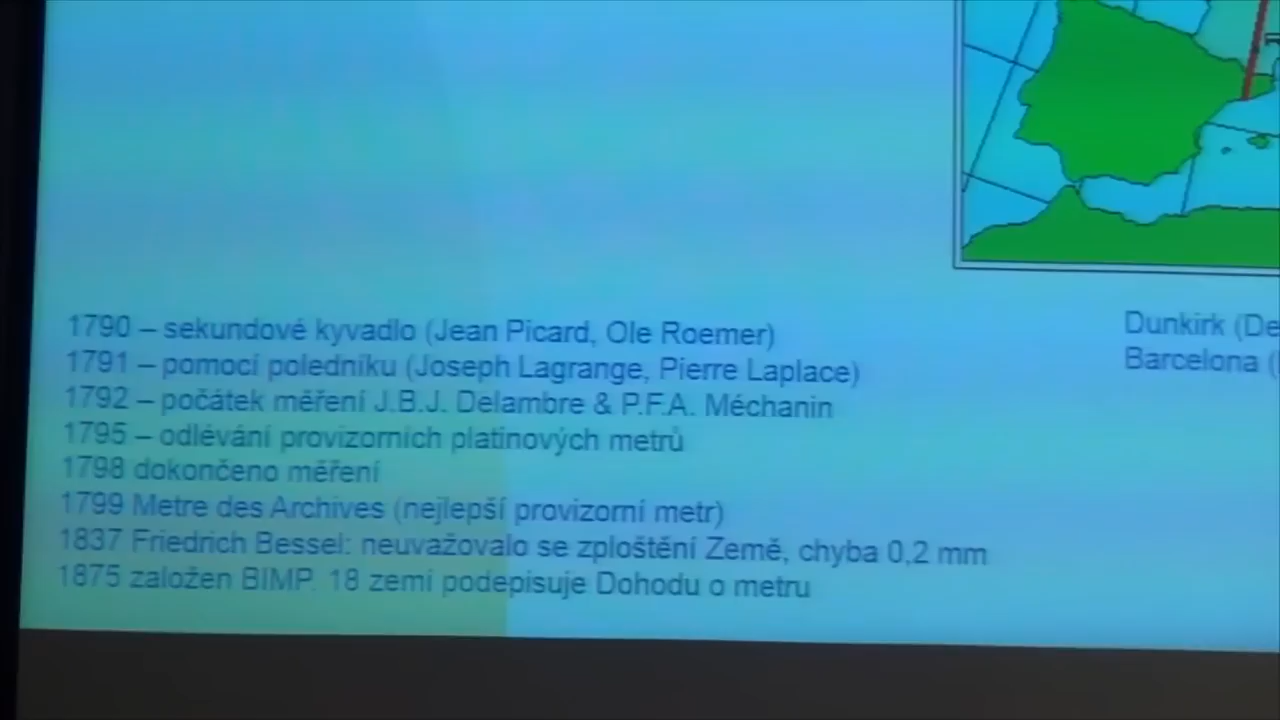 1790 – sekundové kyvadlo (Jean Picard, Ole Roemer)
1791 – pomocí poledníku (Joseph Lagrange, Pierre Laplace)
1792 – počátek měření J.B.J. Delambre & P.F.A. Méchanin
1795 – odlévání provizorních platinových metrů
1798 dokončeno měření
1799 Metre des Archives (nejlepší provizorní metr)
1837 Friedrich Bessel: neuvažovalo se zploštění Země, chyba 0,2 mm
1875 založen BIMP. 18 zemí podepisuje Dohodu o metru
Dunkirk (De
Barcelona (